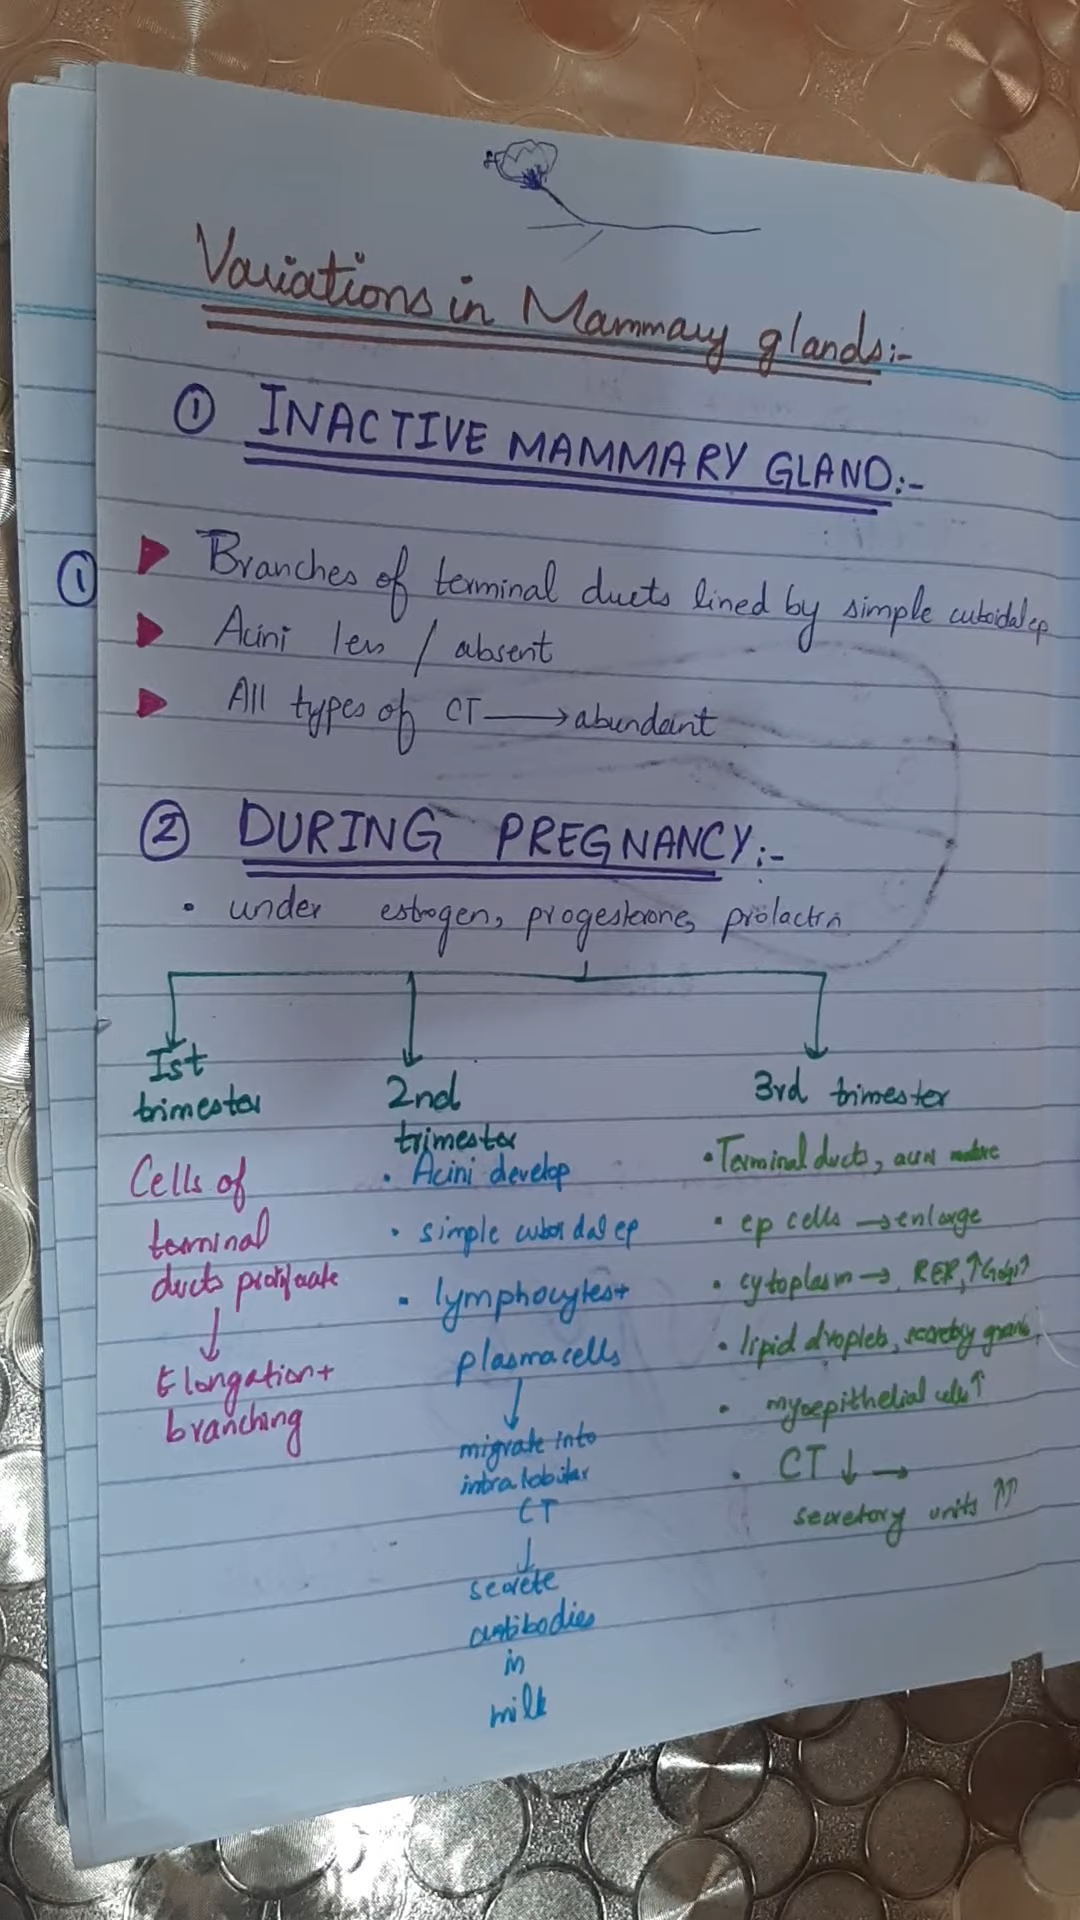 Variations in Mammary glands:-
① INACTIVE MAMMARY GLAND:-
① ▶ Branches of terminal ducts lined by simple cuboidal ep
▶ Acini less / absent
▶ All types of CT → abundant
② DURING PREGNANCY:-
• under estrogen, progesterone, prolactin
Ist
trimester
Cells of
terminal
ducts proliferate
↓
Elongation+
branching
2nd
trimester
• Acini develop
• simple cuboidal ep
• lymphocytes+
plasma cells
↓
migrate into
intralobular
CT
↓
secrete
antibodies
in
milk
3rd trimester
• Terminal ducts, acini mature
• ep cells → enlarge
• cytoplasm → RER,↑Golgi↑
• lipid droplets, secretory
• myoepithelial cells↑
• CT ↓ →
secretory units ↑↑